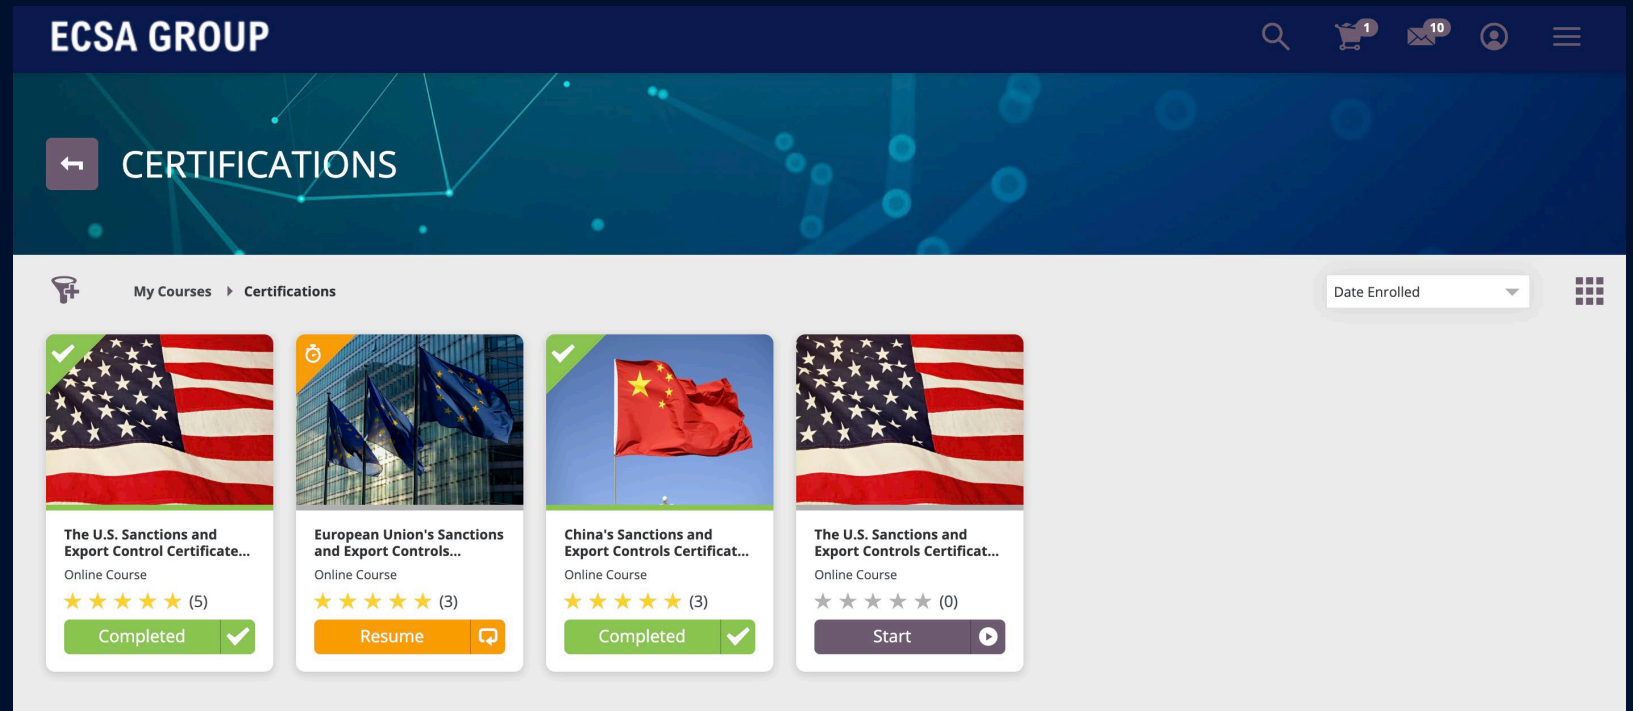 ECSA GROUP
1
10
CERTIFICATIONS
My Courses
Certifications
Date Enrolled
The U.S. Sanctions and
Export Control Certificate...
Online Course
(5)
Completed
European Union's Sanctions
and Export Controls...
Online Course
(3)
Resume
China's Sanctions and
Export Controls Certificat...
Online Course
(3)
Completed
The U.S. Sanctions and
Export Controls Certificat...
Online Course
(0)
Start